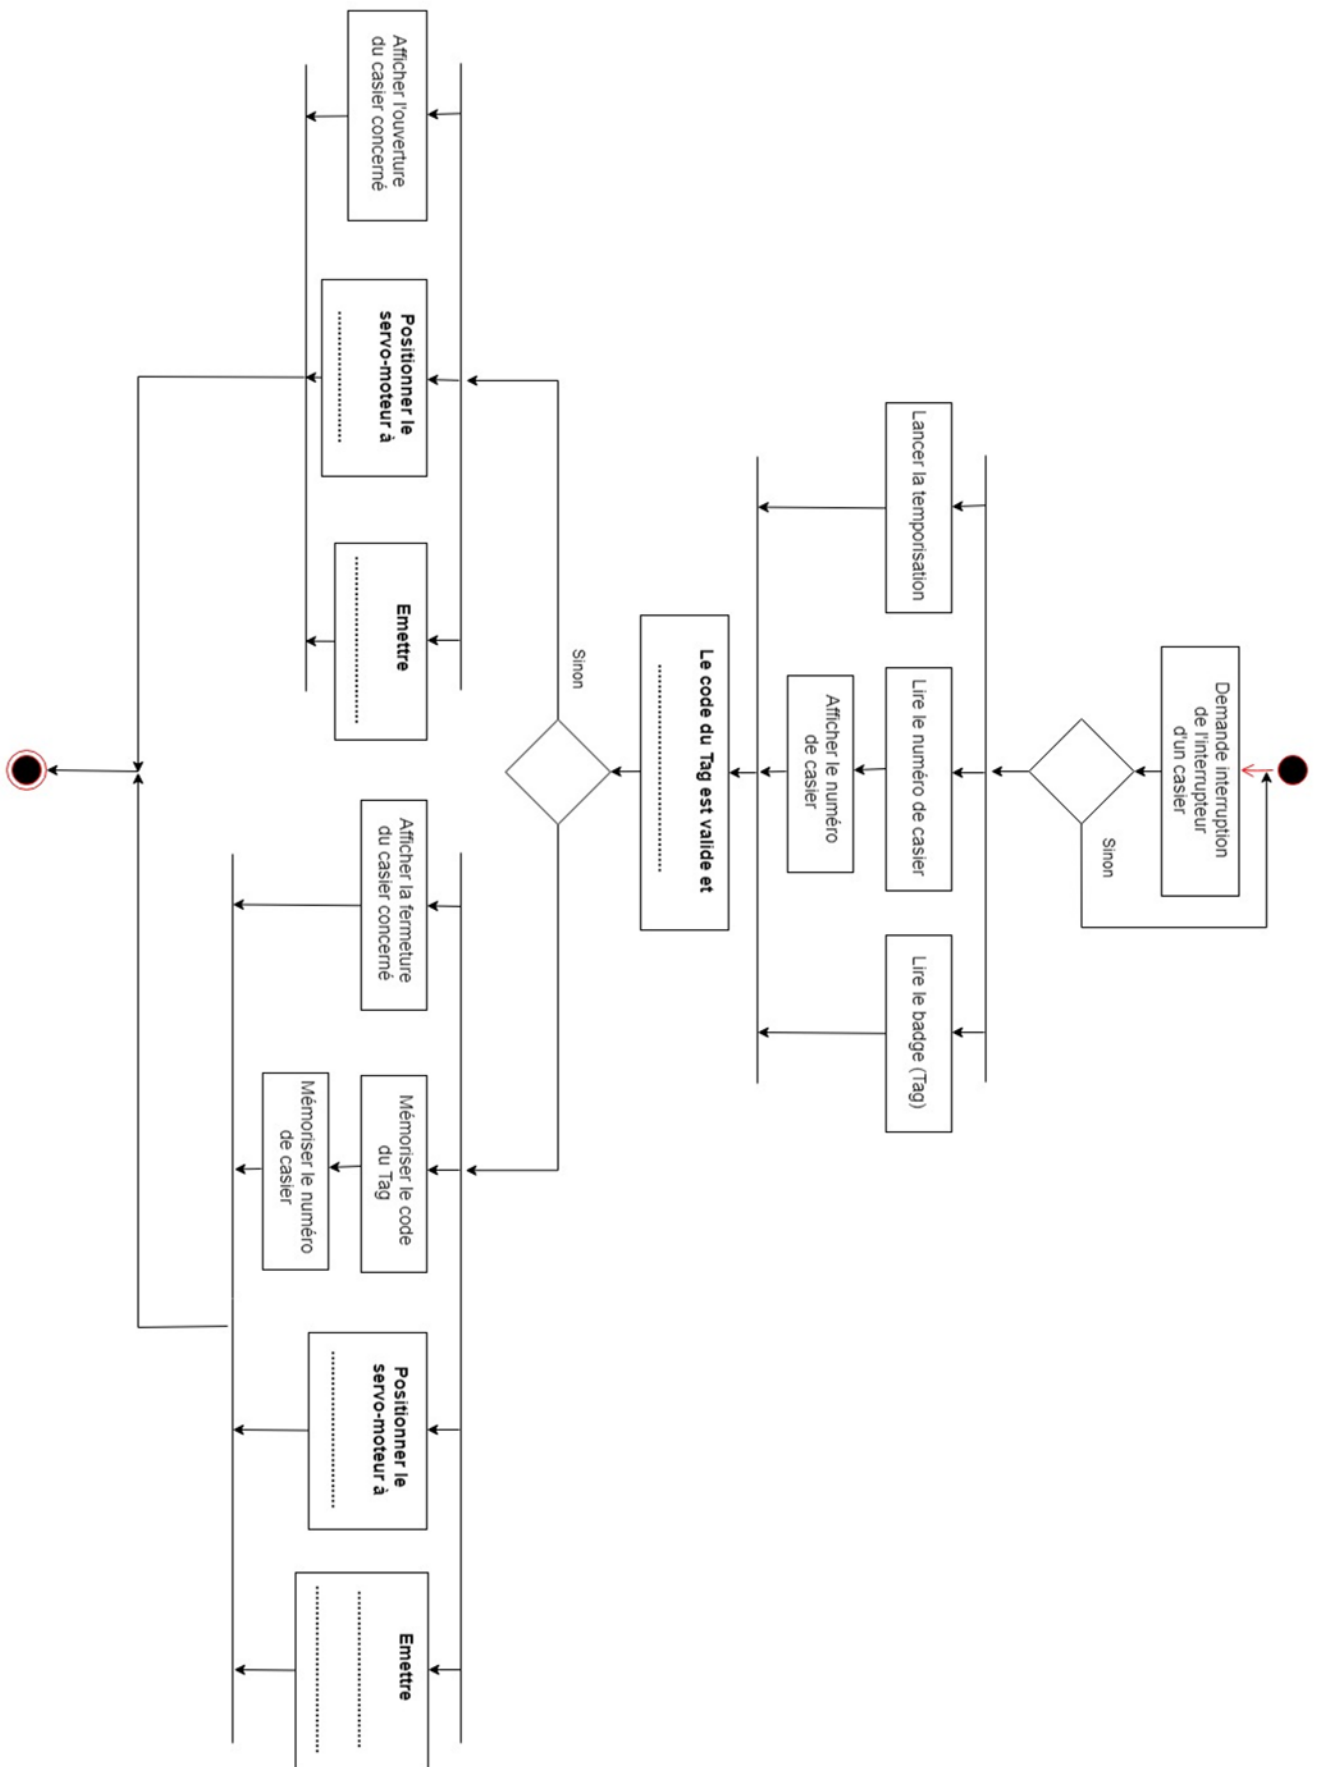 Demande interruption
de l'interrupteur
d'un casier
Sinon
Lancer la temporisation
Lire le numéro de casier
Lire le badge (Tag)
Afficher le numéro
de casier
Le code du Tag est valide et
................................
Sinon
Afficher l'ouverture
du casier concerné
Positionner le
servo-moteur à
....................
Emettre
..........................
Afficher la fermeture
du casier concerné
Mémoriser le code
du Tag
Mémoriser le numéro
de casier
Positionner le
servo-moteur à
........................
Emettre
........................
..........................